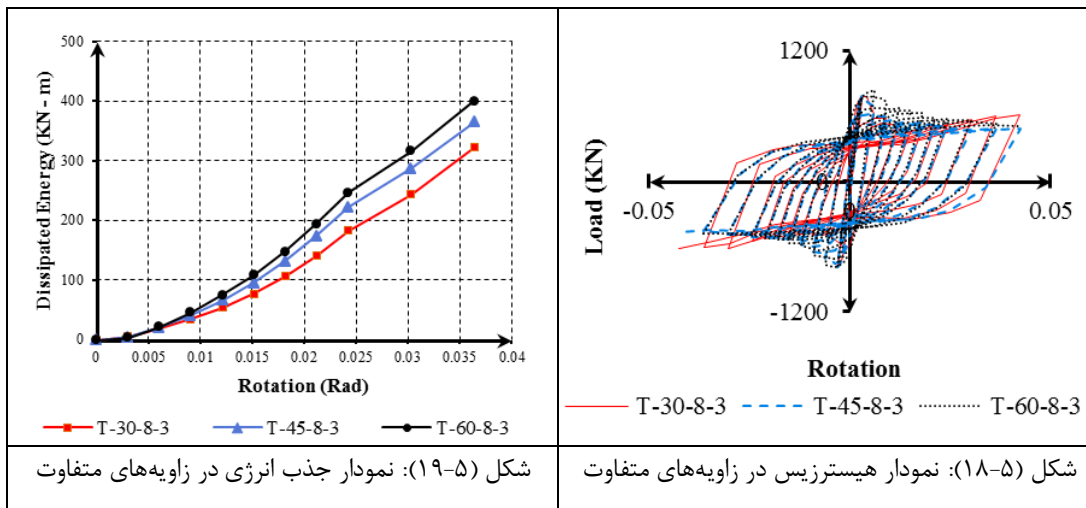 500
400
300
200
100
0
Dissipated Energy (KN - m)
0 0.005 0.01 0.015 0.02 0.025 0.03 0.035 0.04
Rotation (Rad)
T-30-8-3 T-45-8-3 T-60-8-3
شکل (۵-۱۹): نمودار جذب انرژی در زاویه‌های متفاوت
1200
Load (KN)
0
-0.05 0 0.05
-1200
Rotation
T-30-8-3 T-45-8-3 T-60-8-3
شکل (۵-۱۸): نمودار هیسترزیس در زاویه‌های متفاوت